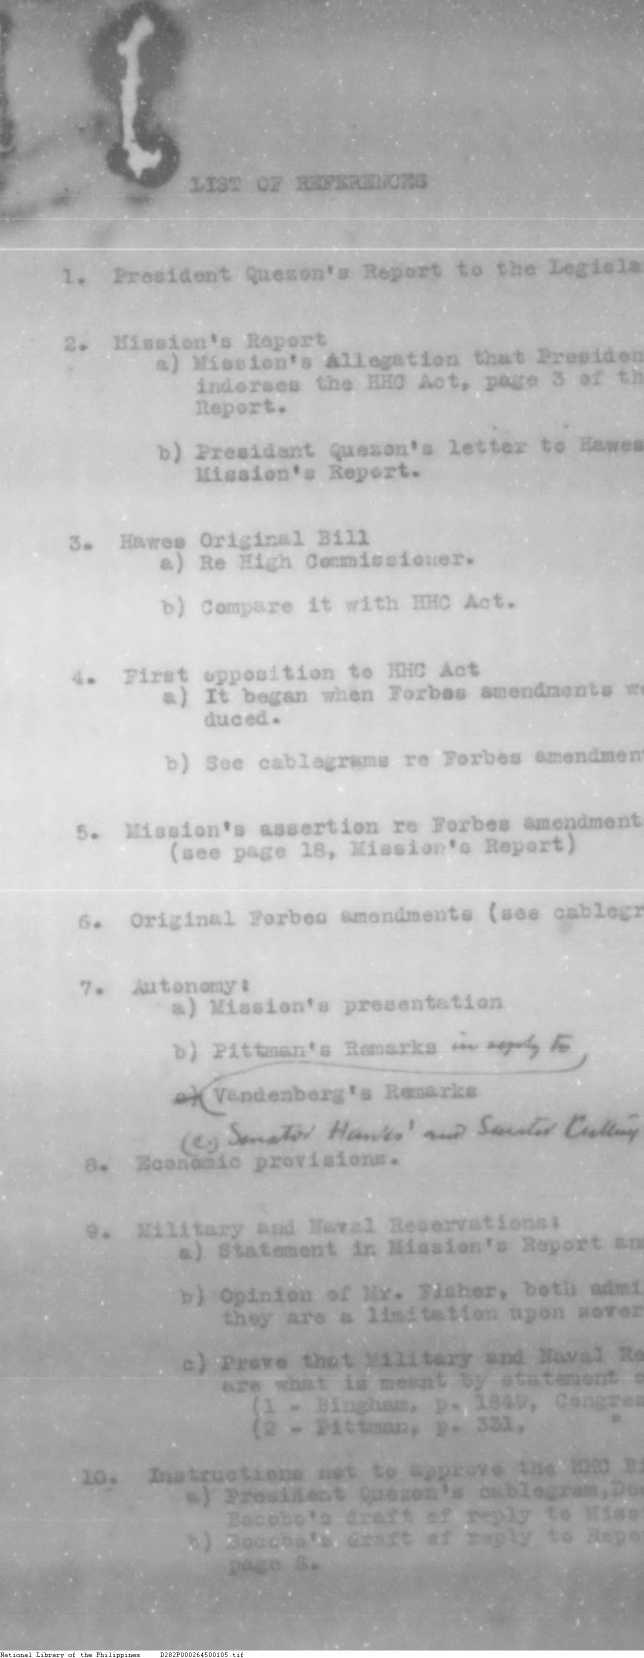 LIST OF REFERENCES
1. President Quezon's Report to the Legisla
2. Mission's Report
a) Mission's Allegation that Presiden
indorses the HHC Act, page 3 of th
Report.
b) President Quezon's letter to Hawes
Mission's Report.
3. Hawes Original Bill
a) Re High Commissioner.
b) Compare it with HHC Act.
4. First opposition to HHC Act
a) It began when Forbes amendments we
duced.
b) See cablegrams re Forbes amendmen
5. Mission's assertion re Forbes amendment
(see page 18, Mission's Report)
6. Original Forbes amendments (see cablegr
7. Autonomy:
a) Mission's presentation
b) Pittman's Remarks in reply to
c) Vandenberg's Remarks
(c) Senator Hawes' and Senator Cutting
8. Economic provisions.
9. Military and Naval Reservations:
a) Statement in Mission's Report an
b) Opinion of Mr. Fisher, both admi
they are a limitation upon sover
c) Prove that Military and Naval Re
are what is meant by statement o
(1 - Bingham, p. 1849, Congres
(2 - Pittman, p. 331, "
10. Instructions not to approve the HHC Bi
a) President Quezon's cablegram, Do
Bocobo's draft of reply to Miss
b) Bocobo's draft of reply to Repo
page 8.
National Library of the Philippines D282P000264500105.tif